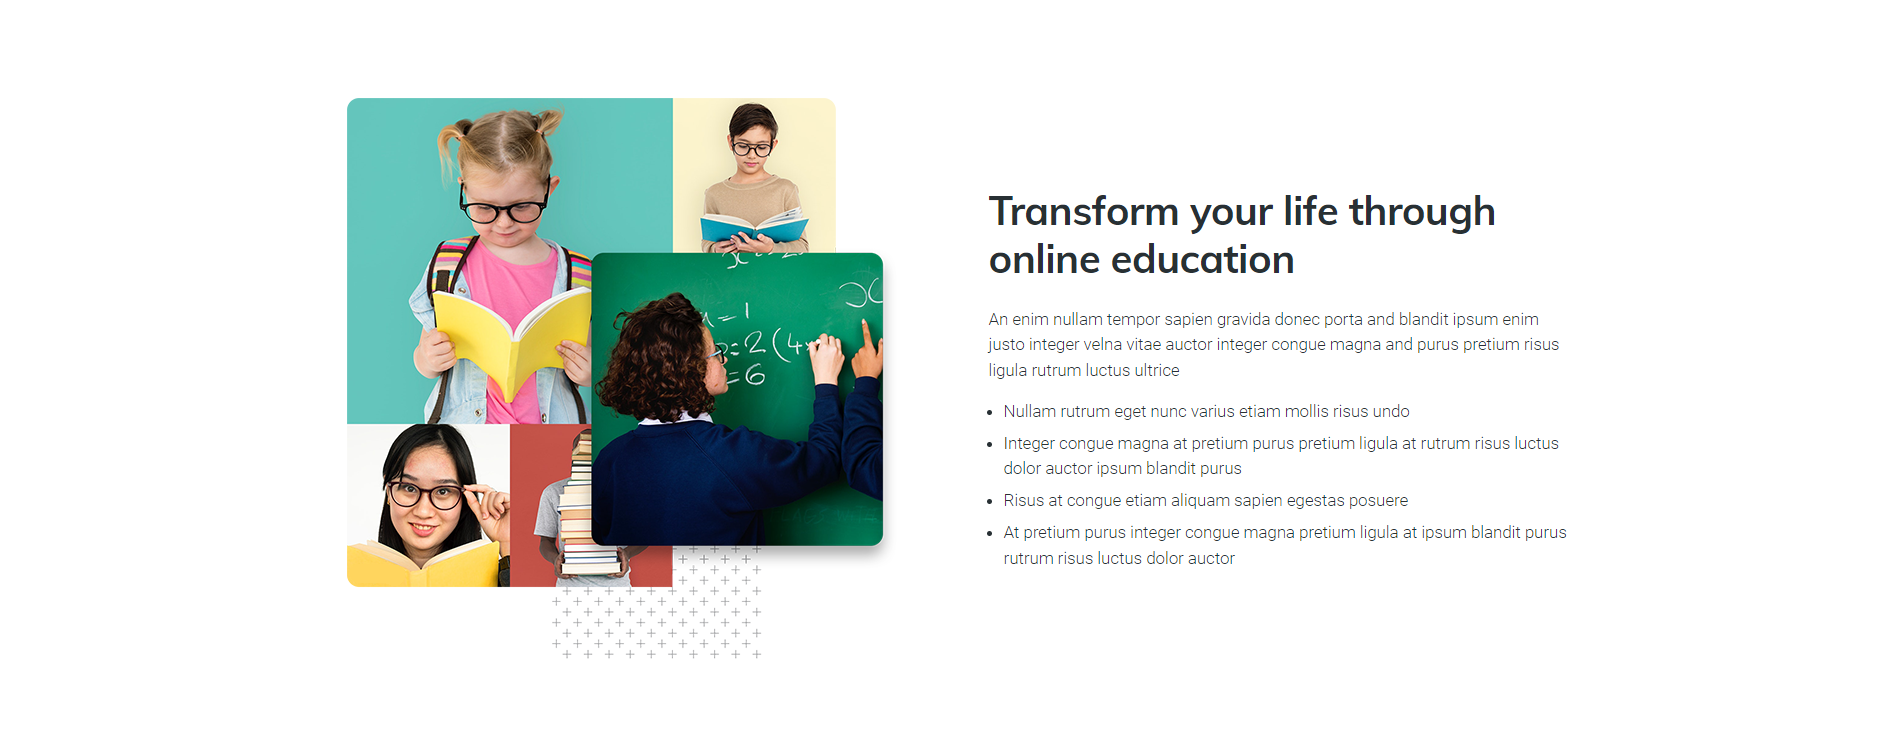 = 1
= 2 (4
= 6
Transform your life through
online education
An enim nullam tempor sapien gravida donec porta and blandit ipsum enim
justo integer velna vitae auctor integer congue magna and purus pretium risus
ligula rutrum luctus ultrice
Nullam rutrum eget nunc varius etiam mollis risus undo
Integer congue magna at pretium purus pretium ligula at rutrum risus luctus
dolor auctor ipsum blandit purus
Risus at congue etiam aliquam sapien egestas posuere
At pretium purus integer congue magna pretium ligula at ipsum blandit purus
rutrum risus luctus dolor auctor